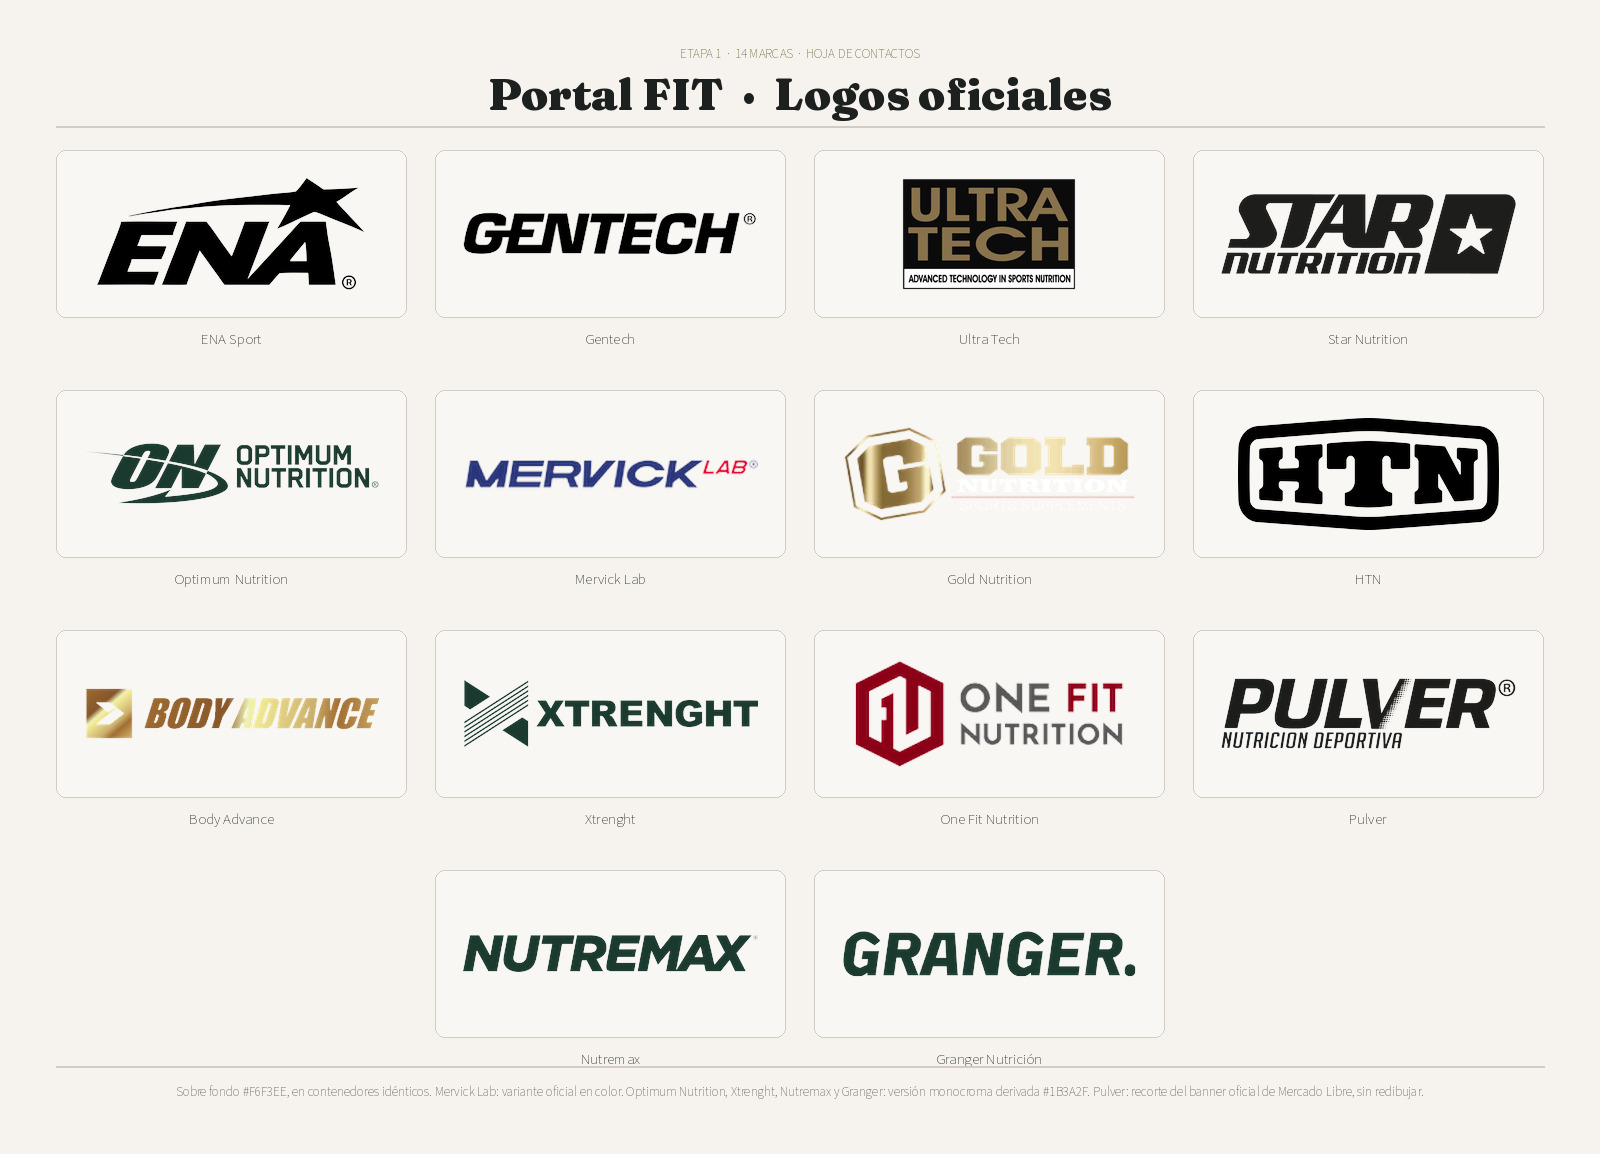 ETAPA 1 · 14 MARCAS · HOJA DE CONTACTOS
Portal FIT • Logos oficiales
ENA®
GENTECH®
ULTRA
TECH
ADVANCED TECHNOLOGY IN SPORTS NUTRITION
STAR
NUTRITION
ENA Sport
Gentech
Ultra Tech
Star Nutrition
ON OPTIMUM
NUTRITION®
MERVICK LAB®
G GOLD
NUTRITION
SPORTS SUPPLEMENTS
HTN
Optimum Nutrition
Mervick Lab
Gold Nutrition
HTN
BODY ADVANCE
XTRENGHT
ONE FIT
NUTRITION
PULVER®
NUTRICION DEPORTIVA
Body Advance
Xtrenght
One Fit Nutrition
Pulver
NUTREMAX
GRANGER.
Nutremax
Granger Nutrición
Sobre fondo #F6F3EE, en contenedores idénticos. Mervick Lab: variante oficial en color. Optimum Nutrition, Xtrenght, Nutremax y Granger: versión monocroma derivada #1B3A2F. Pulver: recorte del banner oficial de Mercado Libre, sin redibujar.